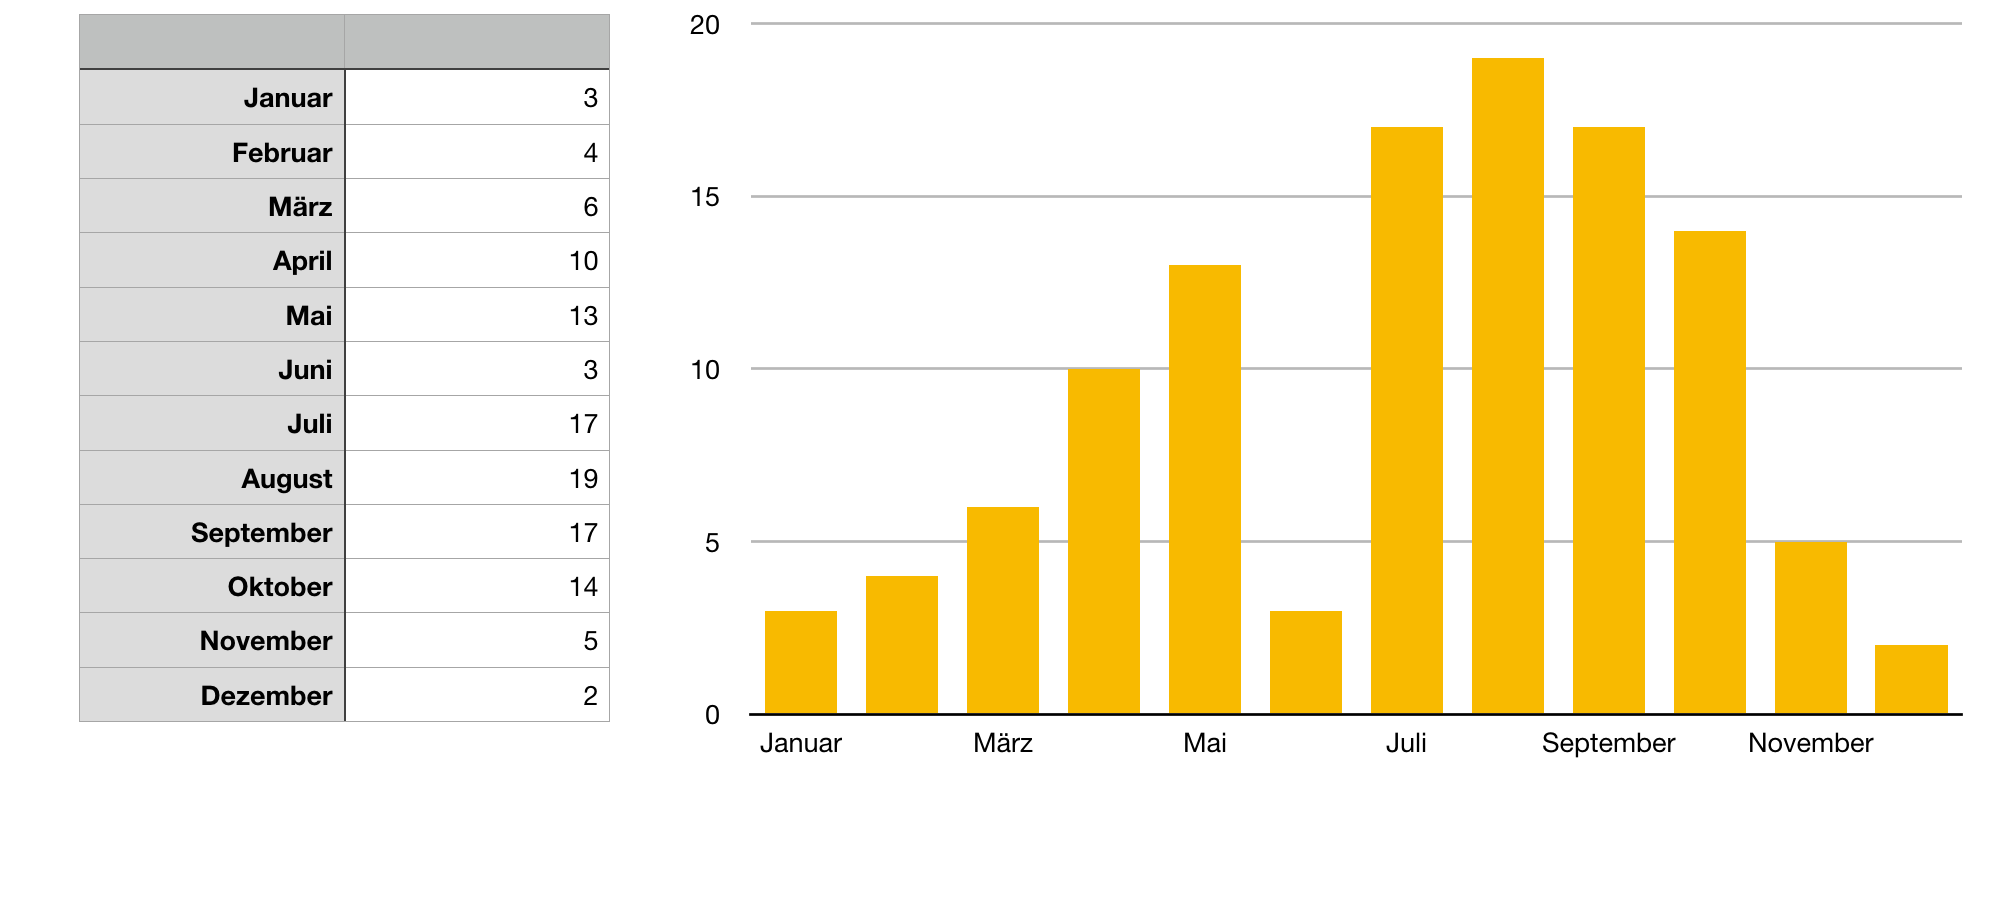 Januar 3
Februar 4
März 6
April 10
Mai 13
Juni 3
Juli 17
August 19
September 17
Oktober 14
November 5
Dezember 2
20
15
10
5
0
Januar März Mai Juli September November